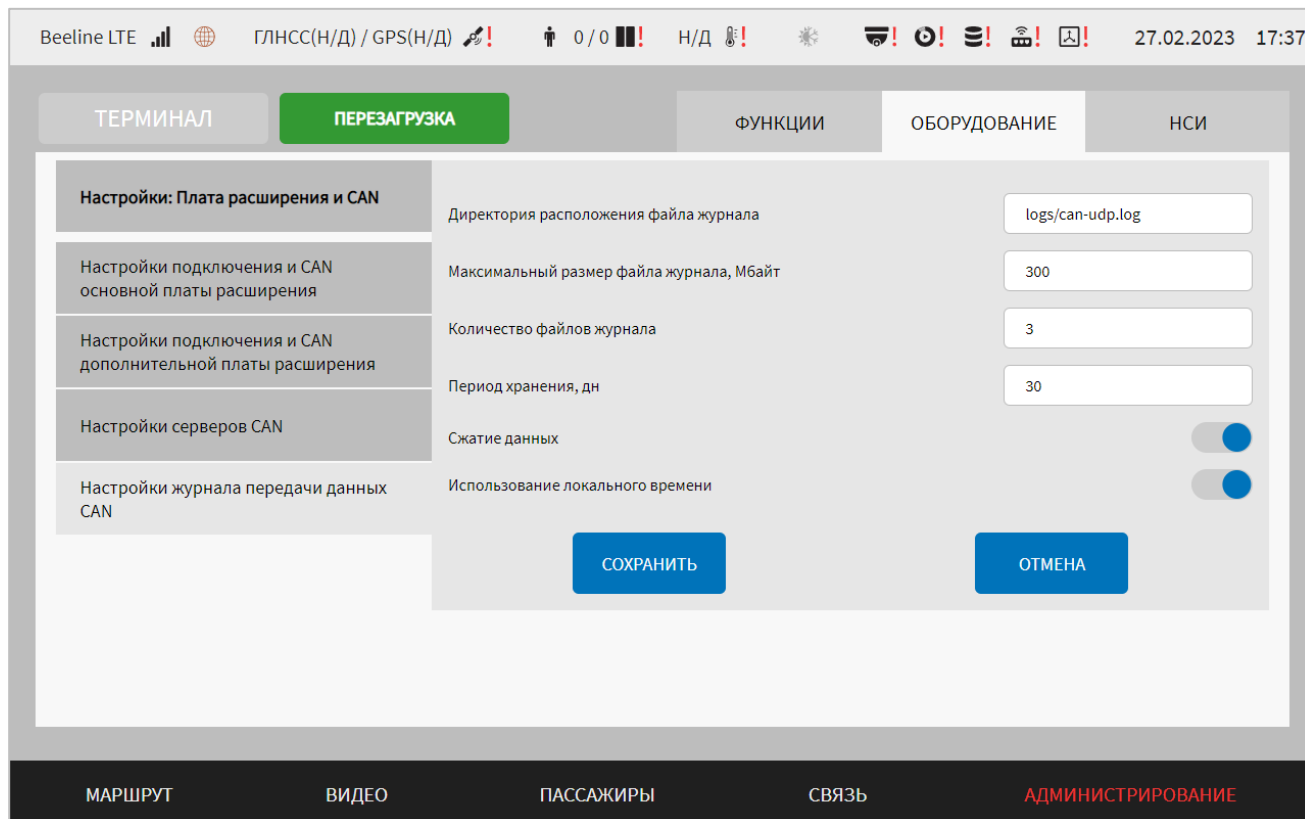 Beeline LTE ГЛНСС(Н/Д) / GPS(Н/Д) ! 0 / 0 ! Н/Д ! ! ! ! ! ! 27.02.2023 17:37
ТЕРМИНАЛ ПЕРЕЗАГРУЗКА ФУНКЦИИ ОБОРУДОВАНИЕ НСИ
Настройки: Плата расширения и CAN
Настройки подключения и CAN
основной платы расширения
Настройки подключения и CAN
дополнительной платы расширения
Настройки серверов CAN
Настройки журнала передачи данных
CAN
Директория расположения файла журнала logs/can-udp.log
Максимальный размер файла журнала, Мбайт 300
Количество файлов журнала 3
Период хранения, дн 30
Сжатие данных
Использование локального времени
СОХРАНИТЬ ОТМЕНА
МАРШРУТ ВИДЕО ПАССАЖИРЫ СВЯЗЬ АДМИНИСТРИРОВАНИЕ